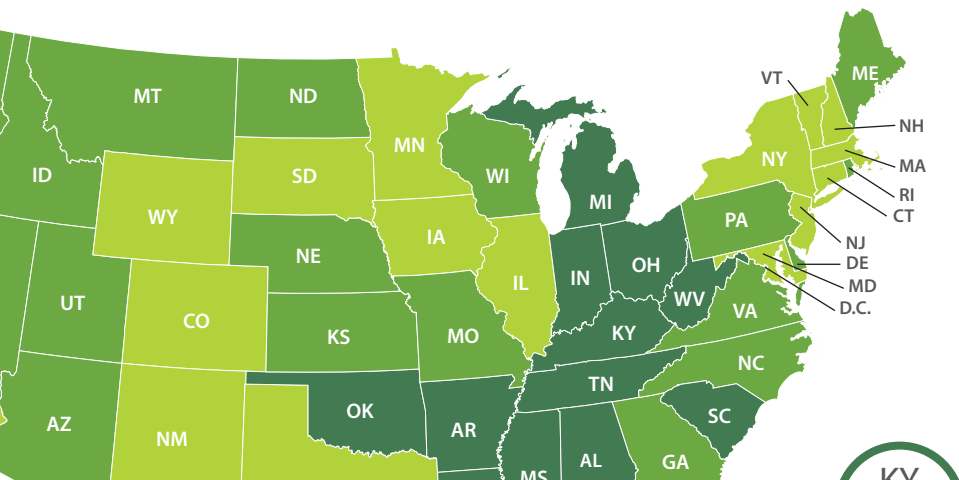 ME
VT
MT
ND
NH
MN
NY
MA
ID
SD
WI
RI
CT
WY
MI
PA
IA
NJ
NE
DE
OH
IL
IN
MD
UT
WV
D.C.
VA
CO
KS
MO
KY
NC
TN
OK
SC
AZ
AR
NM
AL
GA
MS
KY